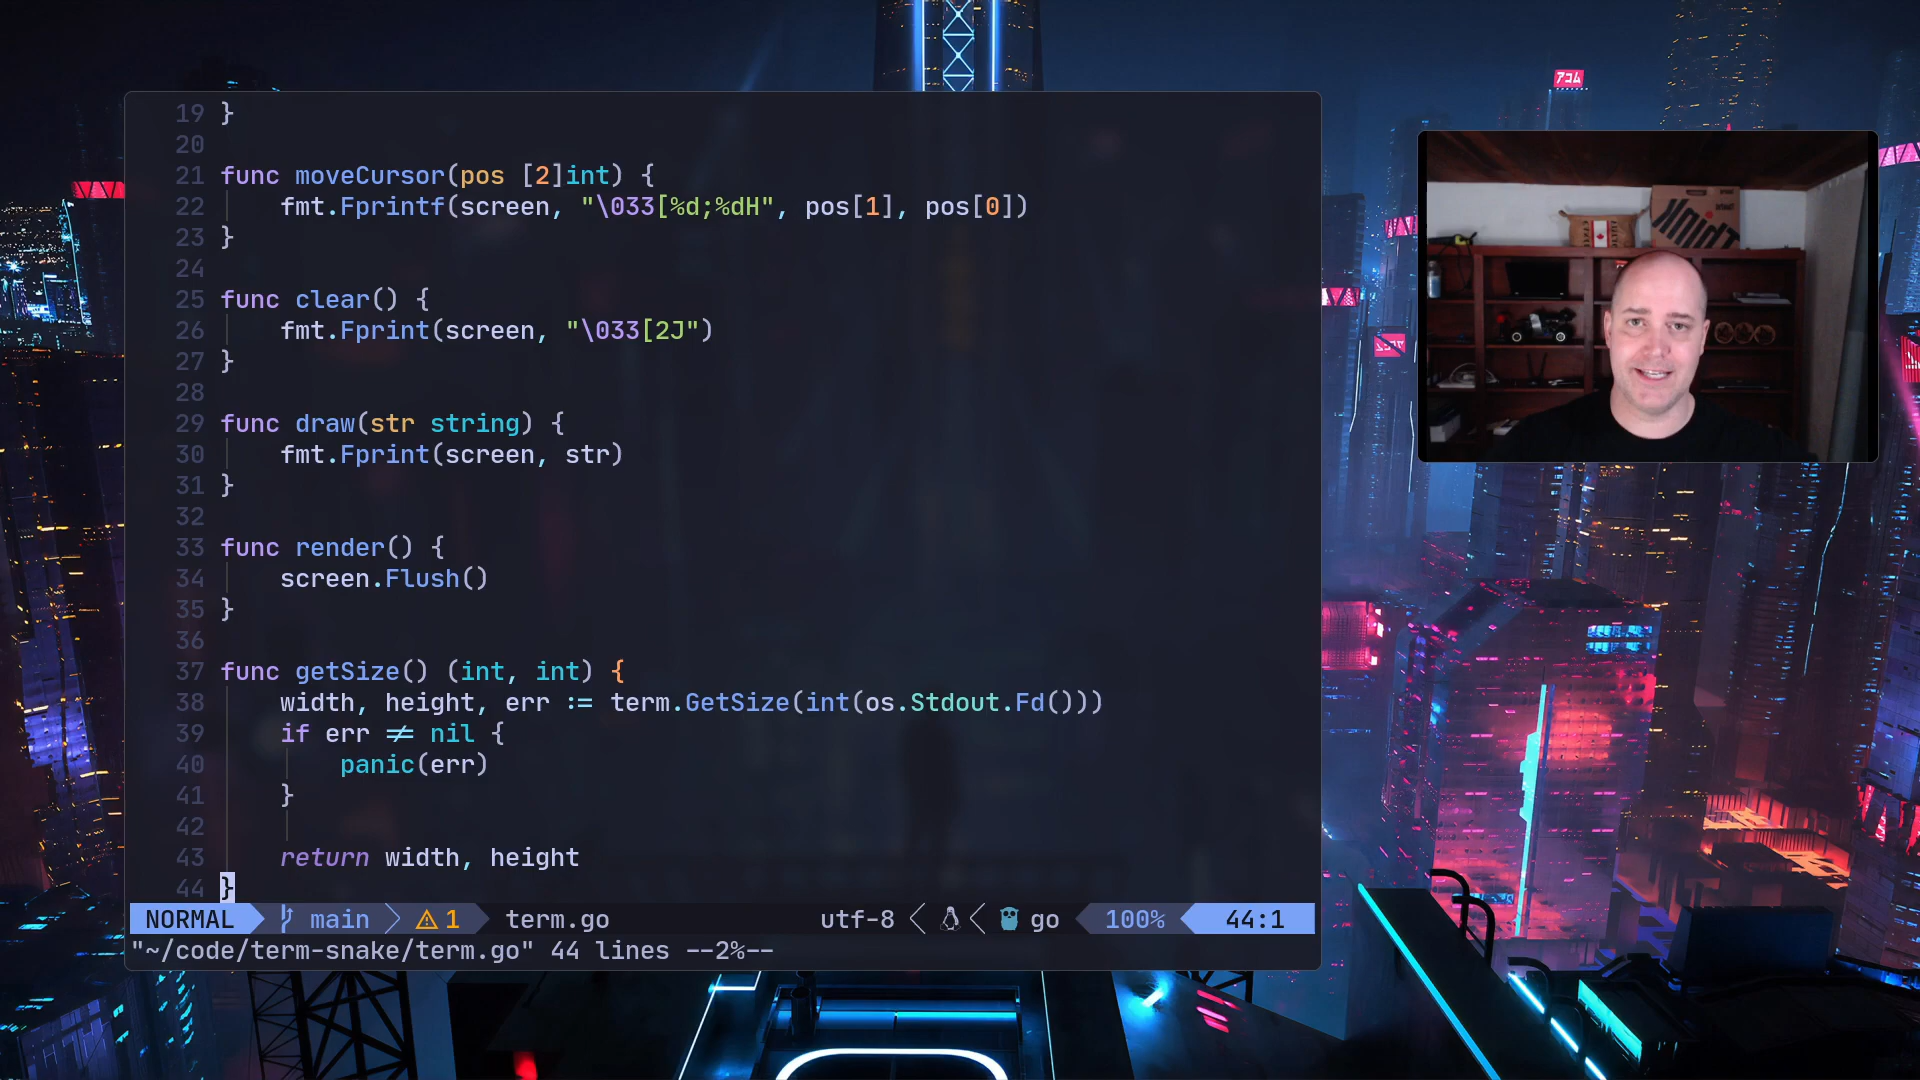 19 }
20
21 func moveCursor(pos [2]int) {
22 fmt.Fprintf(screen, "\033[%d;%dH", pos[1], pos[0])
23 }
24
25 func clear() {
26 fmt.Fprint(screen, "\033[2J")
27 }
28
29 func draw(str string) {
30 fmt.Fprint(screen, str)
31 }
32
33 func render() {
34 screen.Flush()
35 }
36
37 func getSize() (int, int) {
38 width, height, err := term.GetSize(int(os.Stdout.Fd()))
39 if err != nil {
40 panic(err)
41 }
42
43 return width, height
44 }
NORMAL main 1 term.go utf-8 go 100% 44:1
"~/code/term-snake/term.go" 44 lines --2%--
アコム
Think